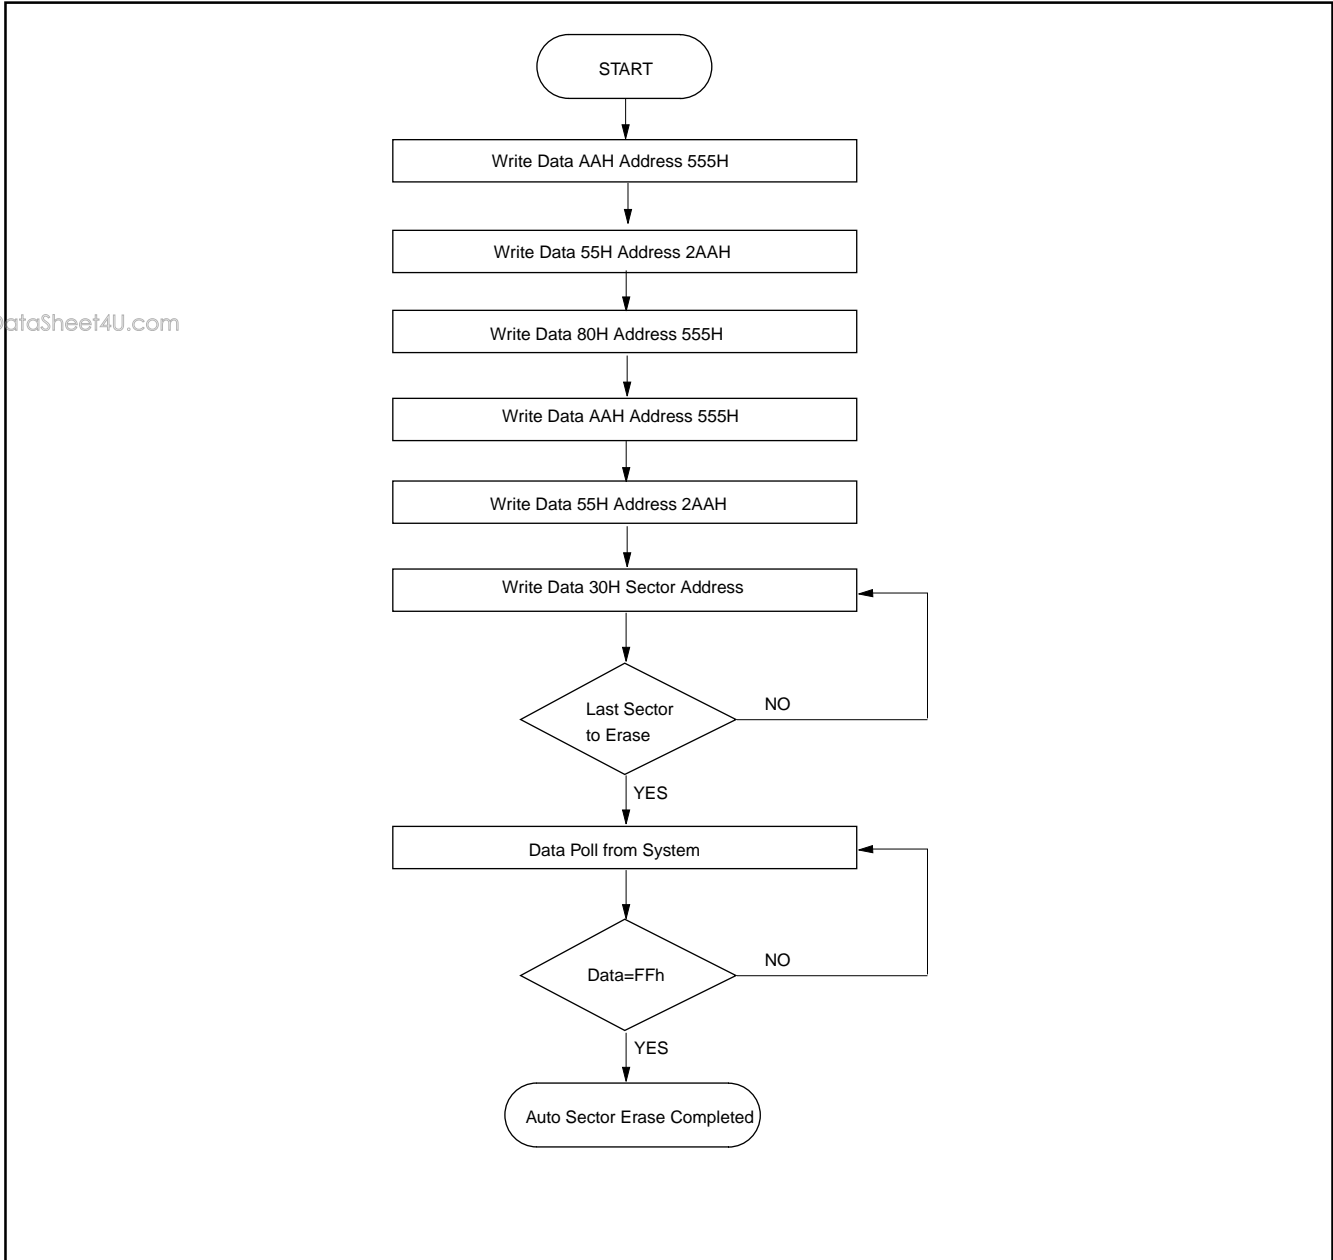 START
Write Data AAH Address 555H
Write Data 55H Address 2AAH
ataSheet4U.com
Write Data 80H Address 555H
Write Data AAH Address 555H
Write Data 55H Address 2AAH
Write Data 30H Sector Address
Last Sector
to Erase
NO
YES
Data Poll from System
Data=FFh
NO
YES
Auto Sector Erase Completed